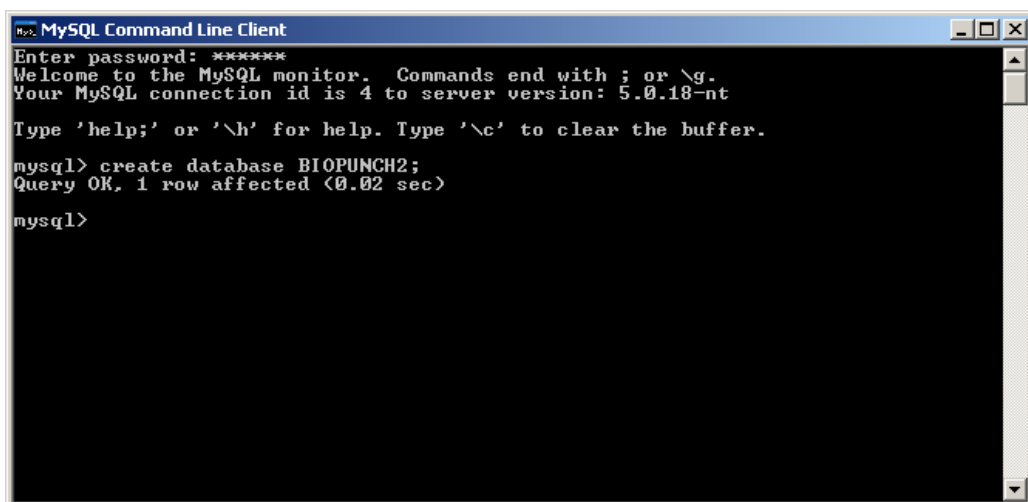 MySQL Command Line Client
Enter password: ******
Welcome to the MySQL monitor.  Commands end with ; or \g.
Your MySQL connection id is 4 to server version: 5.0.18-nt
Type 'help;' or '\h' for help. Type '\c' to clear the buffer.
mysql> create database BIOPUNCH2;
Query OK, 1 row affected (0.02 sec)
mysql>